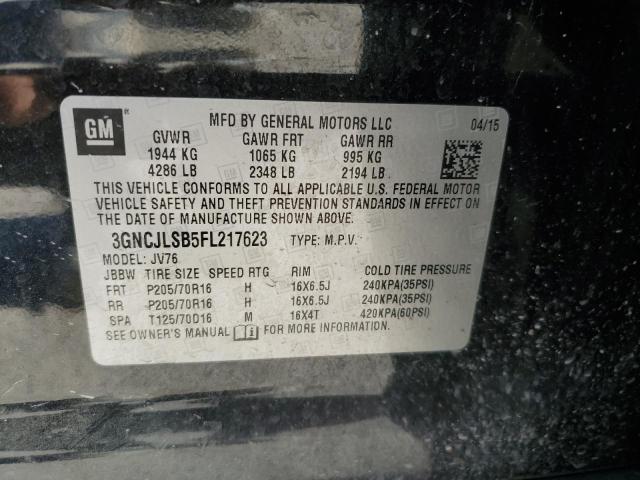 GM ®
MFD BY GENERAL MOTORS LLC 04/15
GVWR GAWR FRT GAWR RR
1944 KG 1065 KG 995 KG
4286 LB 2348 LB 2194 LB
THIS VEHICLE CONFORMS TO ALL APPLICABLE U.S. FEDERAL MOTOR
VEHICLE SAFETY AND THEFT PREVENTION STANDARDS IN EFFECT ON
THE DATE OF MANUFACTURE SHOWN ABOVE.
3GNCJLSB5FL217623 TYPE: M.P.V.
MODEL: JV76
JBBW TIRE SIZE SPEED RTG RIM COLD TIRE PRESSURE
FRT P205/70R16 H 16X6.5J 240KPA(35PSI)
RR P205/70R16 H 16X6.5J 240KPA(35PSI)
SPA T125/70D16 M 16X4T 420KPA(60PSI)
SEE OWNER'S MANUAL FOR MORE INFORMATION.